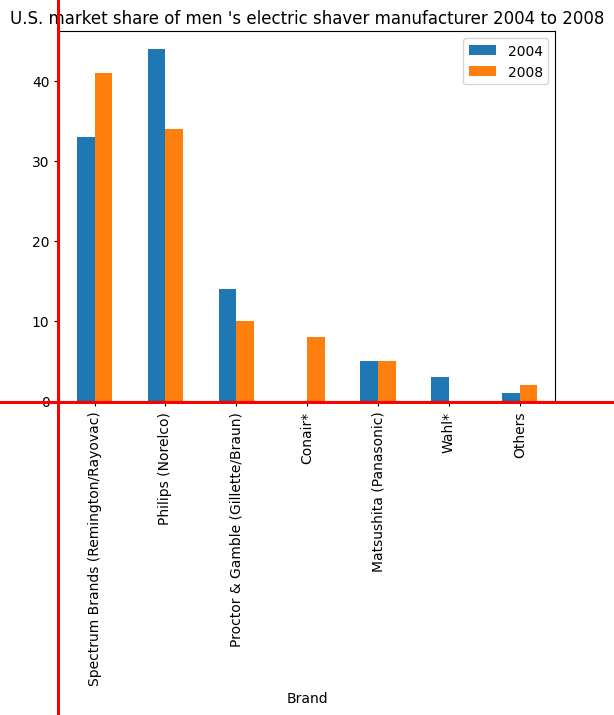 U.S. market share of men 's electric shaver manufacturer 2004 to 2008
2004
2008
40
30
20
10
0
Spectrum Brands (Remington/Rayovac)
Philips (Norelco)
Proctor & Gamble (Gillette/Braun)
Conair*
Matsushita (Panasonic)
Wahl*
Others
Brand